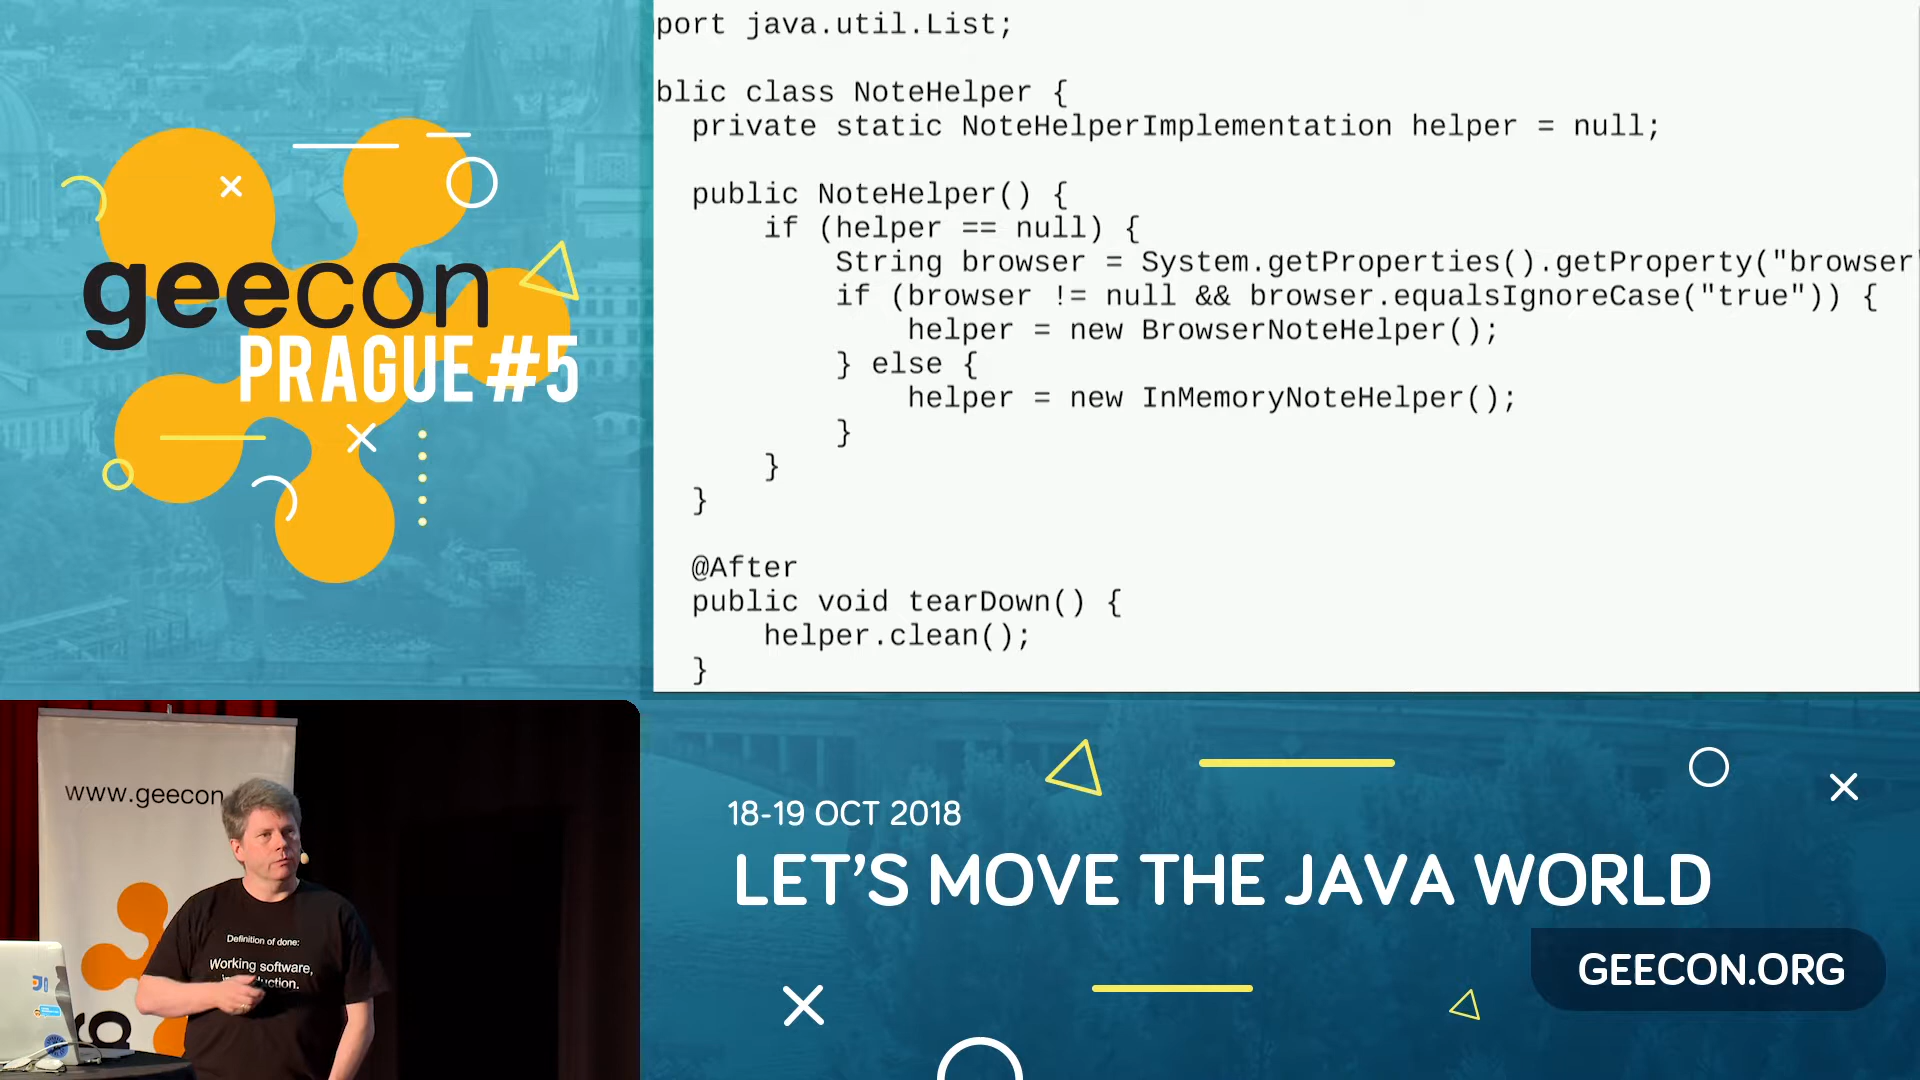 geecon
PRAGUE #5
port java.util.List;
blic class NoteHelper {
private static NoteHelperImplementation helper = null;
public NoteHelper() {
if (helper == null) {
String browser = System.getProperties().getProperty("browser"
if (browser != null && browser.equalsIgnoreCase("true")) {
helper = new BrowserNoteHelper();
} else {
helper = new InMemoryNoteHelper();
}
}
}
@After
public void tearDown() {
helper.clean();
}
www.geecon
Definition of done:
Working software,
18-19 OCT 2018
LET'S MOVE THE JAVA WORLD
GEECON.ORG